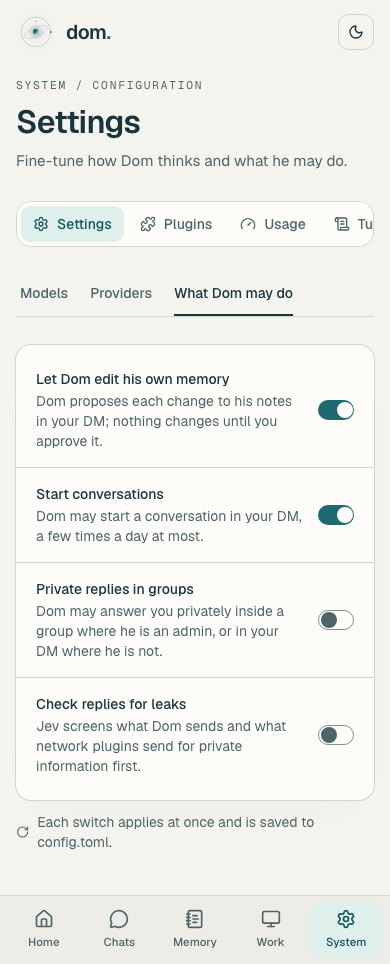 dom.
SYSTEM / CONFIGURATION
Settings
Fine-tune how Dom thinks and what he may do.
Settings Plugins Usage Tu
Models Providers What Dom may do
Let Dom edit his own memory
Dom proposes each change to his notes
in your DM; nothing changes until you
approve it.
Start conversations
Dom may start a conversation in your DM,
a few times a day at most.
Private replies in groups
Dom may answer you privately inside a
group where he is an admin, or in your
DM where he is not.
Check replies for leaks
Jev screens what Dom sends and what
network plugins send for private
information first.
Each switch applies at once and is saved to
config.toml.
Home Chats Memory Work System